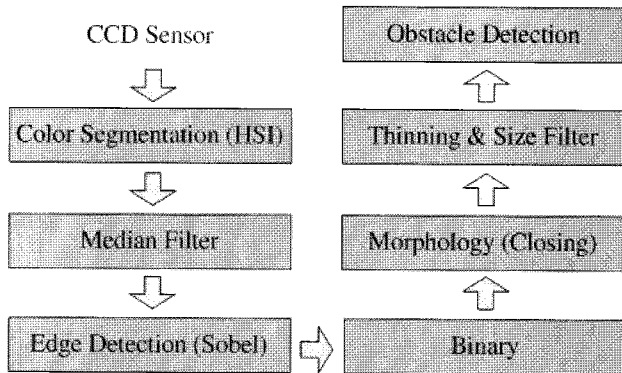 CCD Sensor
Color Segmentation (HSI)
Median Filter
Edge Detection (Sobel)
Binary
Morphology (Closing)
Thinning & Size Filter
Obstacle Detection